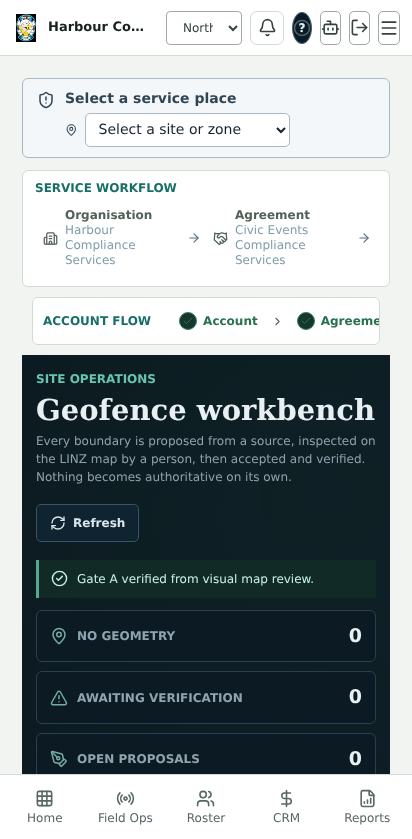 Harbour Co...
North
?
Select a service place
Select a site or zone
SERVICE WORKFLOW
Organisation
Harbour
Compliance
Services
Agreement
Civic Events
Compliance
Services
ACCOUNT FLOW
Account
Agreeme
SITE OPERATIONS
Geofence workbench
Every boundary is proposed from a source, inspected on
the LINZ map by a person, then accepted and verified.
Nothing becomes authoritative on its own.
Refresh
Gate A verified from visual map review.
NO GEOMETRY 0
AWAITING VERIFICATION 0
OPEN PROPOSALS 0
Home
Field Ops
Roster
CRM
Reports